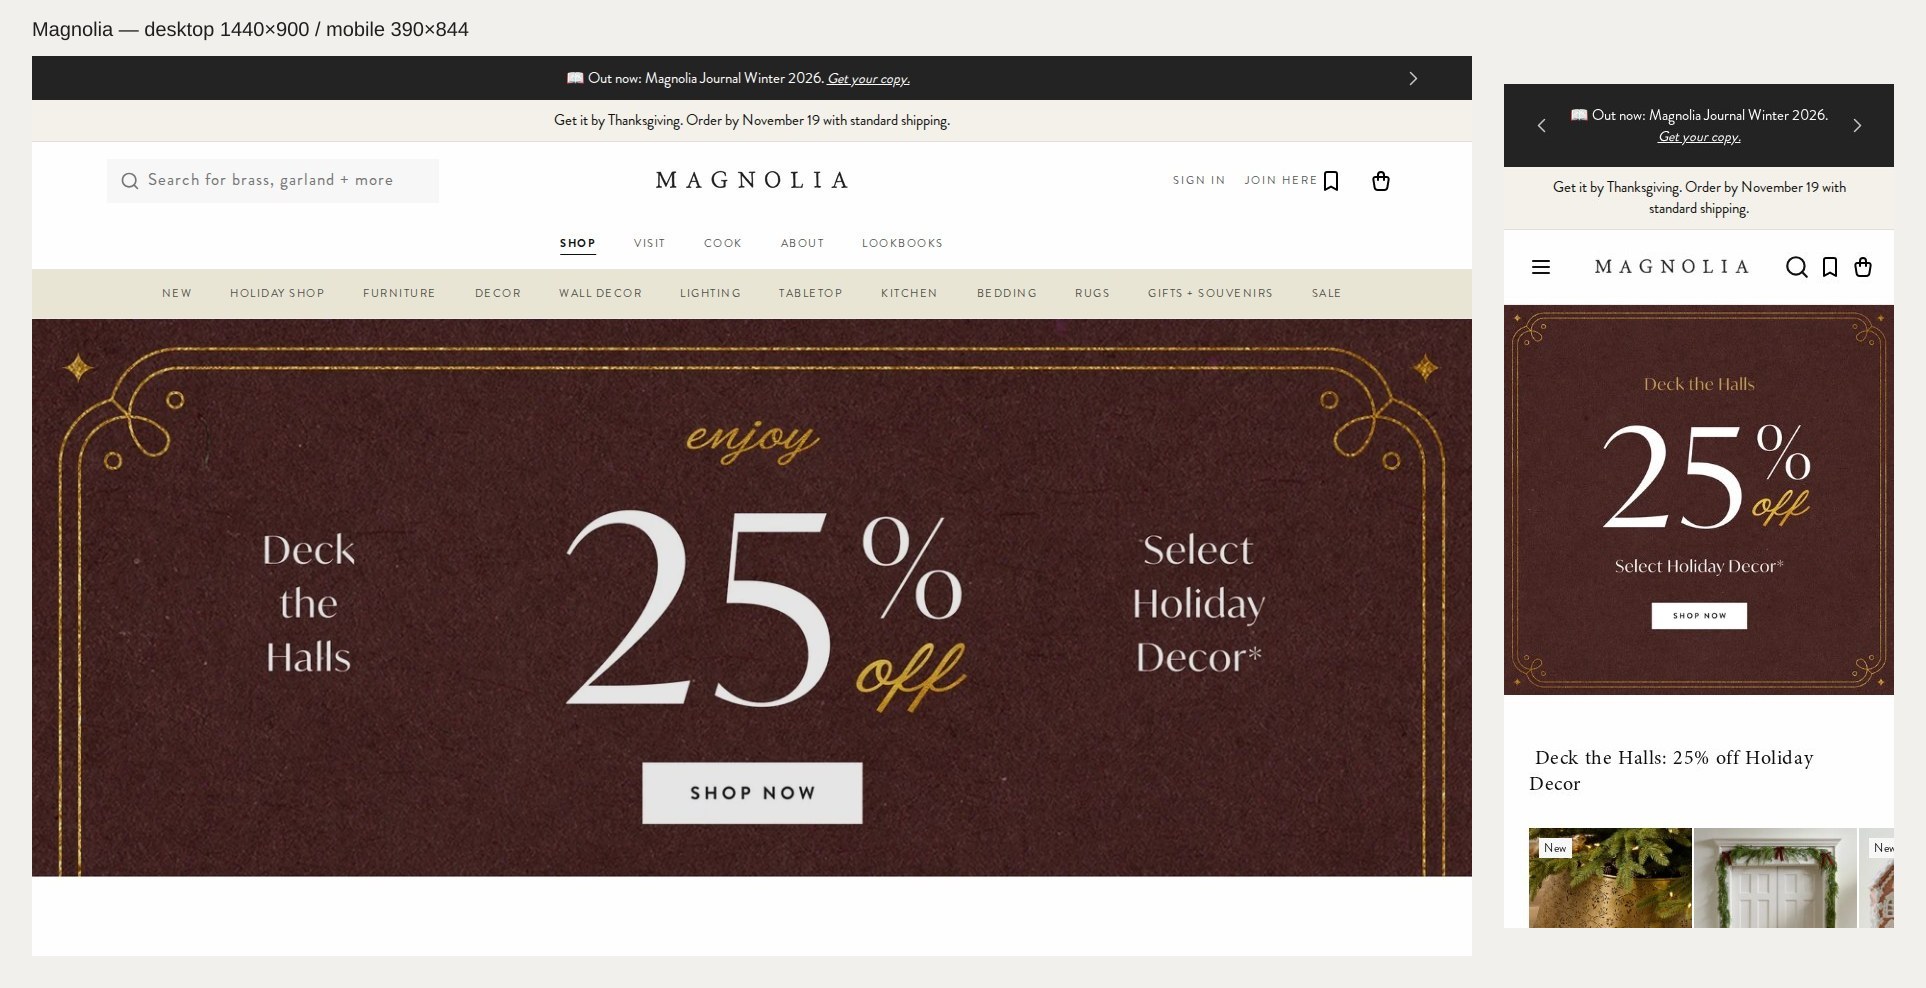 Magnolia — desktop 1440×900 / mobile 390×844
📖 Out now: Magnolia Journal Winter 2026. Get your copy.
Get it by Thanksgiving. Order by November 19 with standard shipping.
Search for brass, garland + more
MAGNOLIA
SIGN IN JOIN HERE
SHOP VISIT COOK ABOUT LOOKBOOKS
NEW HOLIDAY SHOP FURNITURE DECOR WALL DECOR LIGHTING TABLETOP KITCHEN BEDDING RUGS GIFTS + SOUVENIRS SALE
enjoy
Deck
the
Halls
25%
off
Select
Holiday
Decor*
SHOP NOW
📖 Out now: Magnolia Journal Winter 2026.
Get your copy.
Get it by Thanksgiving. Order by November 19 with
standard shipping.
MAGNOLIA
Deck the Halls
25%
off
Select Holiday Decor*
SHOP NOW
Deck the Halls: 25% off Holiday
Decor
New
New